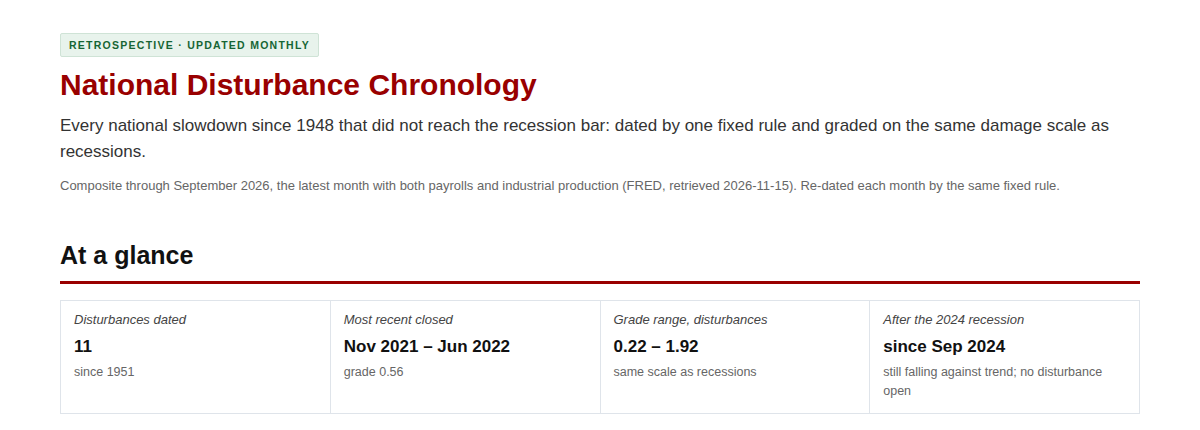 RETROSPECTIVE · UPDATED MONTHLY
National Disturbance Chronology
Every national slowdown since 1948 that did not reach the recession bar: dated by one fixed rule and graded on the same damage scale as
recessions.
Composite through September 2026, the latest month with both payrolls and industrial production (FRED, retrieved 2026-11-15). Re-dated each month by the same fixed rule.
At a glance
Disturbances dated
11
since 1951
Most recent closed
Nov 2021 – Jun 2022
grade 0.56
Grade range, disturbances
0.22 – 1.92
same scale as recessions
After the 2024 recession
since Sep 2024
still falling against trend; no disturbance
open